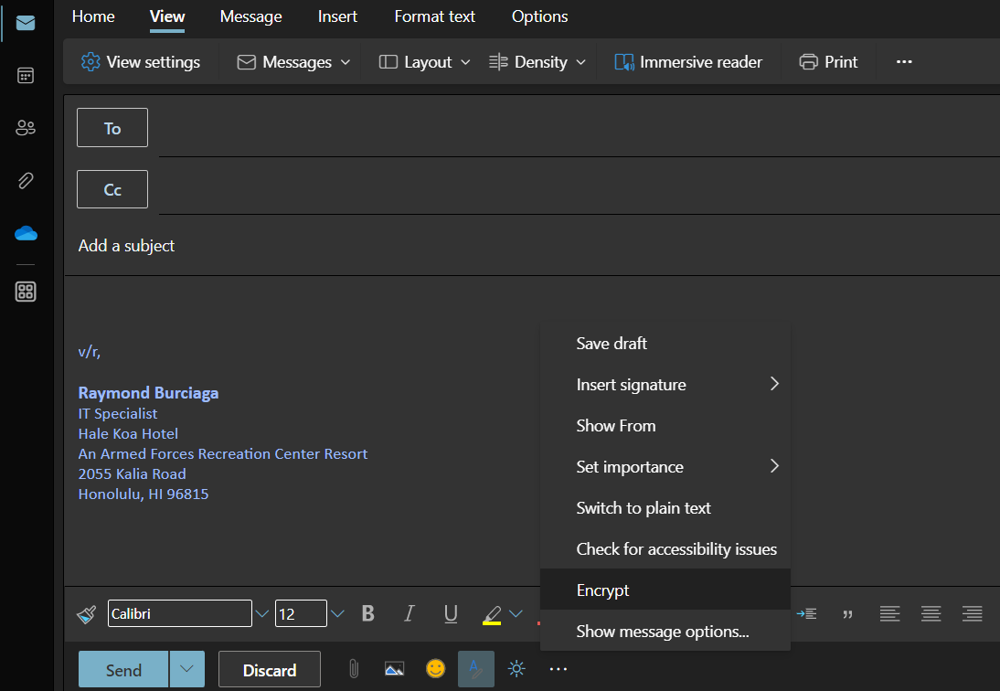 Home View Message Insert Format text Options
View settings Messages Layout Density Immersive reader Print ...
To
Cc
Add a subject
v/r,
Raymond Burciaga
IT Specialist
Hale Koa Hotel
An Armed Forces Recreation Center Resort
2055 Kalia Road
Honolulu, HI 96815
Save draft
Insert signature
Show From
Set importance
Switch to plain text
Check for accessibility issues
Encrypt
Show message options...
Calibri 12 B I U "
Send Discard ...